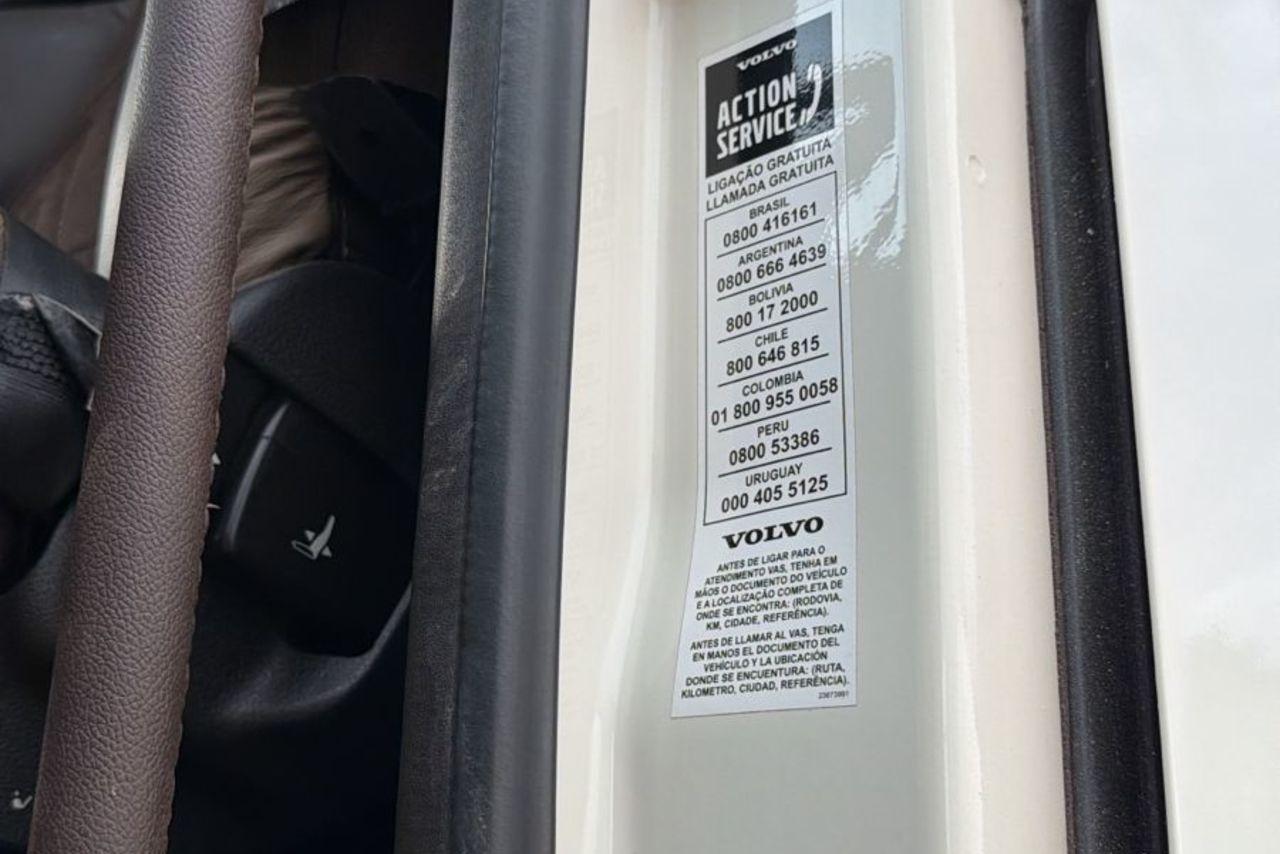 VOLVO
ACTION
SERVICE
LIGAÇÃO GRATUITA
LLAMADA GRATUITA
BRASIL
0800 416161
ARGENTINA
0800 666 4639
BOLIVIA
800 17 2000
CHILE
800 646 815
COLOMBIA
01 800 955 0058
PERU
0800 53386
URUGUAY
000 405 5125
VOLVO
ANTES DE LIGAR PARA O
ATENDIMENTO VAS, TENHA EM
MÃOS O DOCUMENTO DO VEÍCULO
E A LOCALIZAÇÃO COMPLETA DE
ONDE SE ENCONTRA: (RODOVIA,
KM, CIDADE, REFERÊNCIA).
ANTES DE LLAMAR AL VAS, TENGA
EN MANOS EL DOCUMENTO DEL
VEHÍCULO Y LA UBICACIÓN
DONDE SE ENCUENTURA: (RUTA,
KILOMETRO, CIUDAD, REFERÊNCIA).